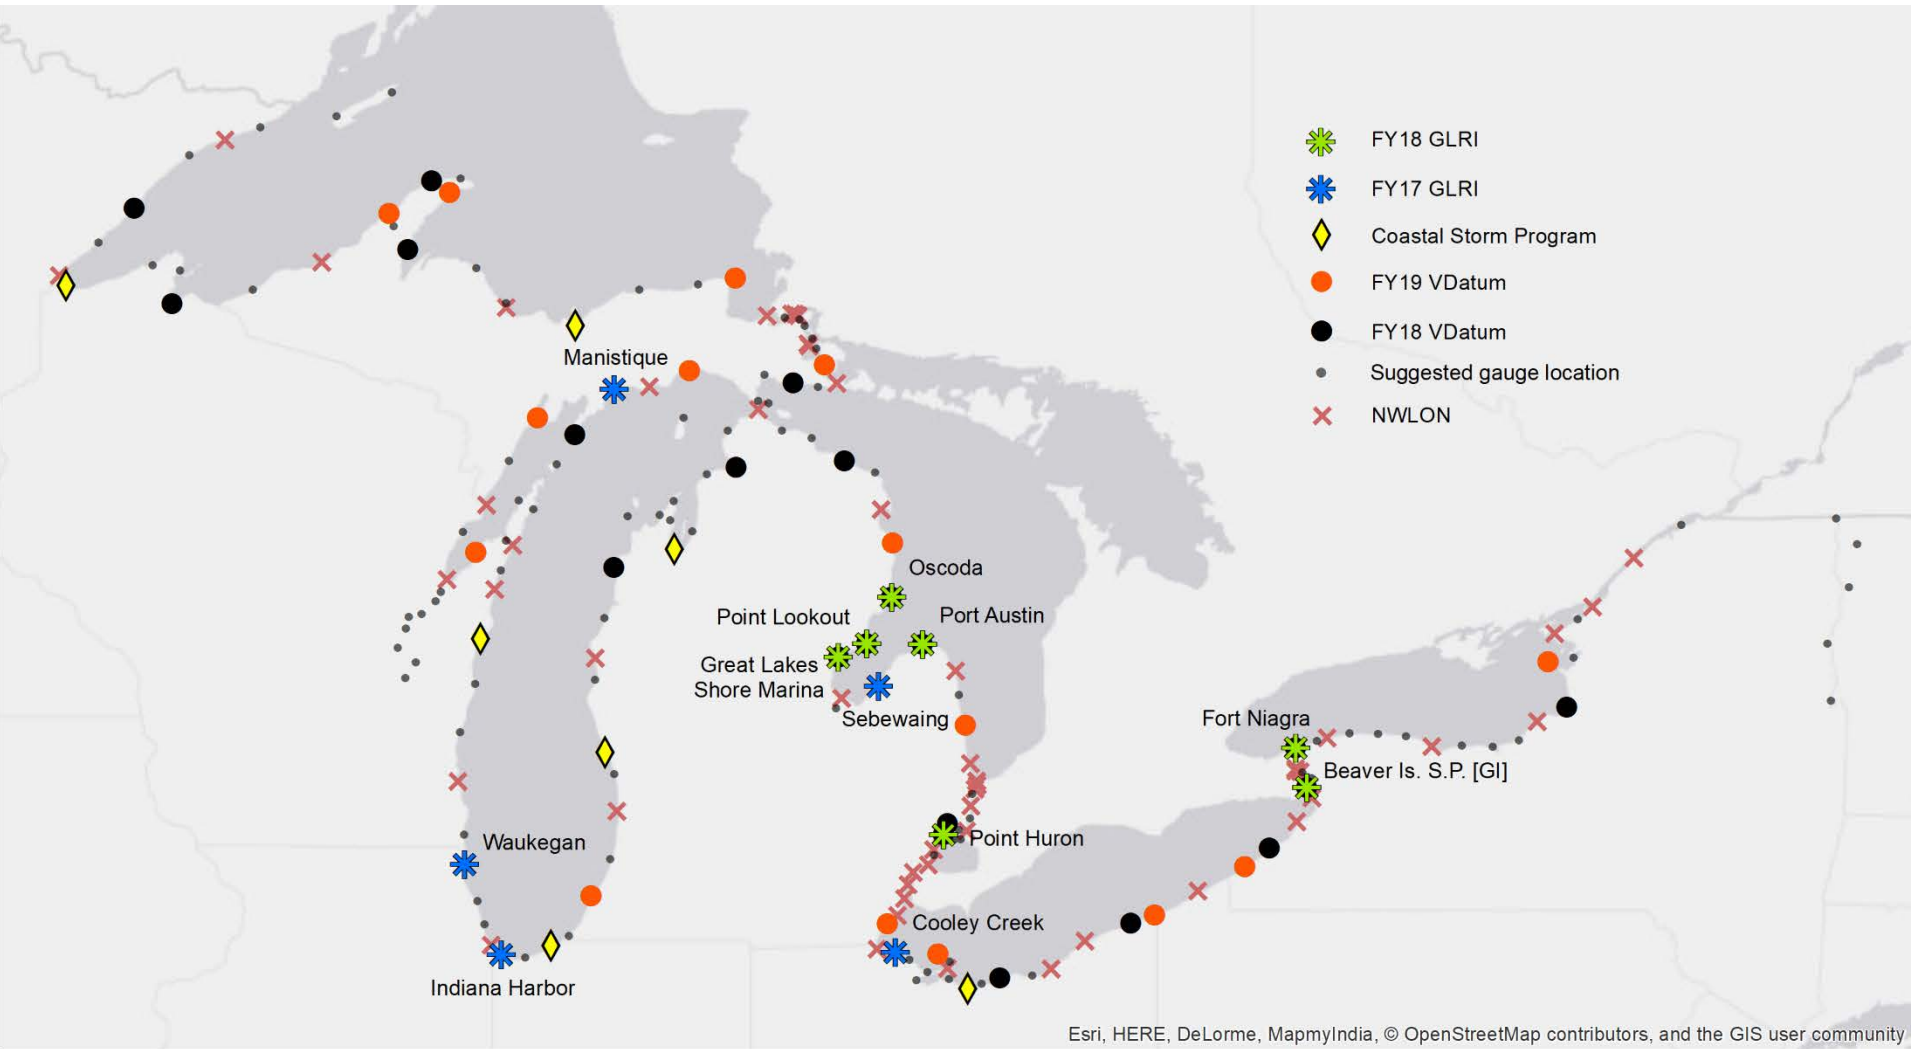 FY18 GLRI
FY17 GLRI
Coastal Storm Program
FY19 VDatum
FY18 VDatum
Suggested gauge location
NWLON
Manistique
Oscoda
Point Lookout
Port Austin
Great Lakes
Shore Marina
Sebewaing
Fort Niagra
Beaver Is. S.P. [GI]
Waukegan
Point Huron
Cooley Creek
Indiana Harbor
Esri, HERE, DeLorme, MapmyIndia, © OpenStreetMap contributors, and the GIS user community